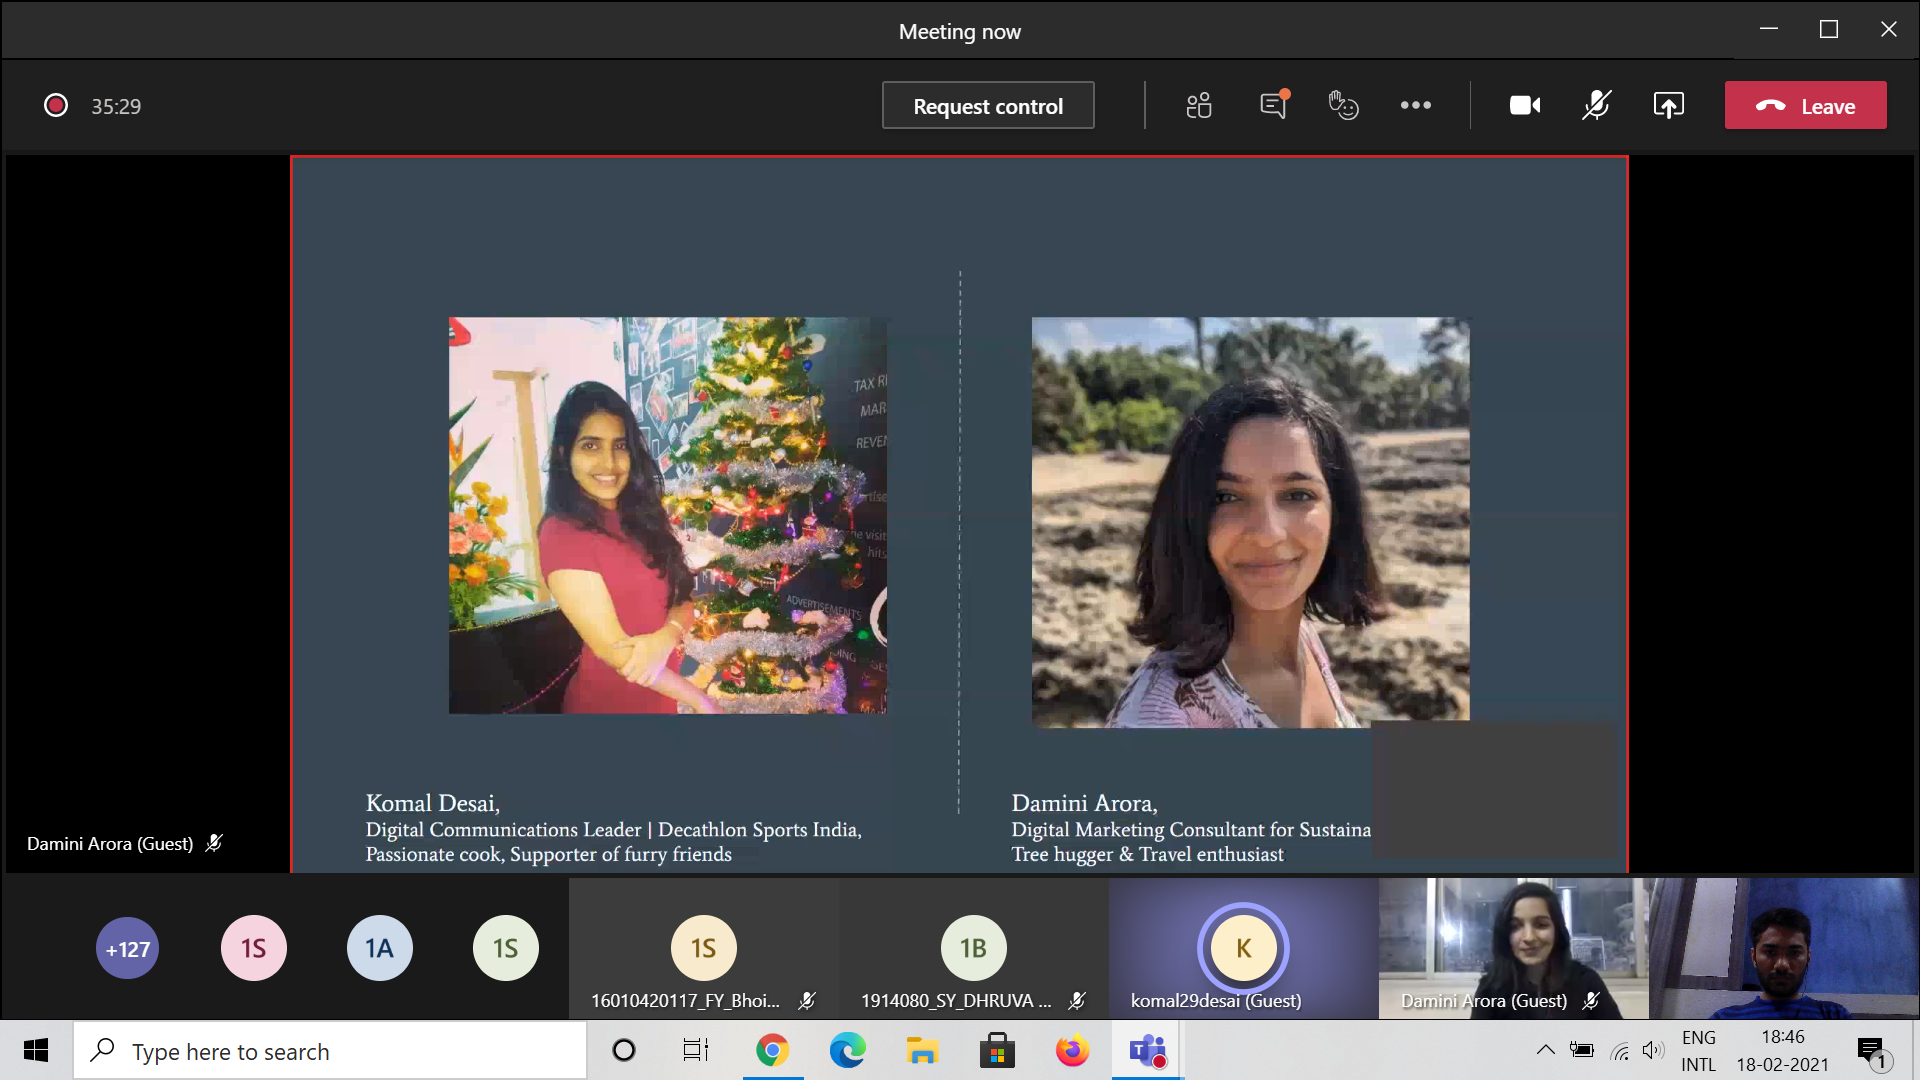 Meeting now
35:29
Request control
Leave
TAX R
MAR
REVEN
ADVERTISEMENTS
Komal Desai,
Digital Communications Leader | Decathlon Sports India,
Passionate cook, Supporter of furry friends
Damini Arora,
Digital Marketing Consultant for Sustaina
Tree hugger & Travel enthusiast
Damini Arora (Guest)
+127
1S
1A
1S
1S
16010420117_FY_Bhoi...
1B
1914080_SY_DHRUVA ...
K
komal29desai (Guest)
Damini Arora (Guest)
Type here to search
T
ENG
INTL
18:46
18-02-2021
1